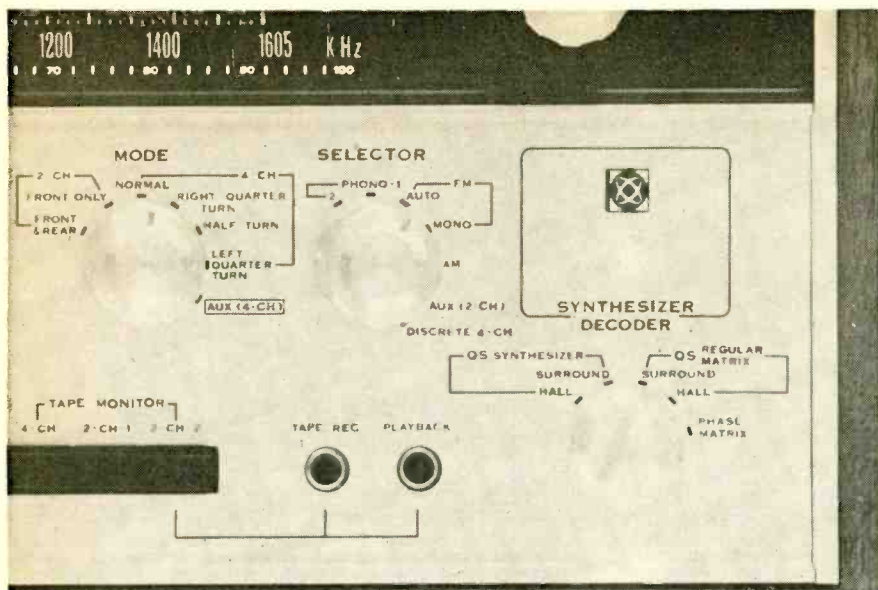 1200 1400 1605 KHz
70 80 90 100
MODE
SELECTOR
2 CH
4 CH
NORMAL
FRONT ONLY
RIGHT QUARTER
TURN
FRONT
& REAR
HALF TURN
LEFT
QUARTER
TURN
AUX (4-CH)
PHONO-1
FM
2
AUTO
MONO
AM
AUX (2 CH)
DISCRETE 4-CH
SYNTHESIZER
DECODER
QS SYNTHESIZER
SURROUND
HALL
QS REGULAR
MATRIX
SURROUND
HALL
PHASE
MATRIX
TAPE MONITOR
4-CH 2-CH 1 2 CH 2
TAPE REC
PLAYBACK